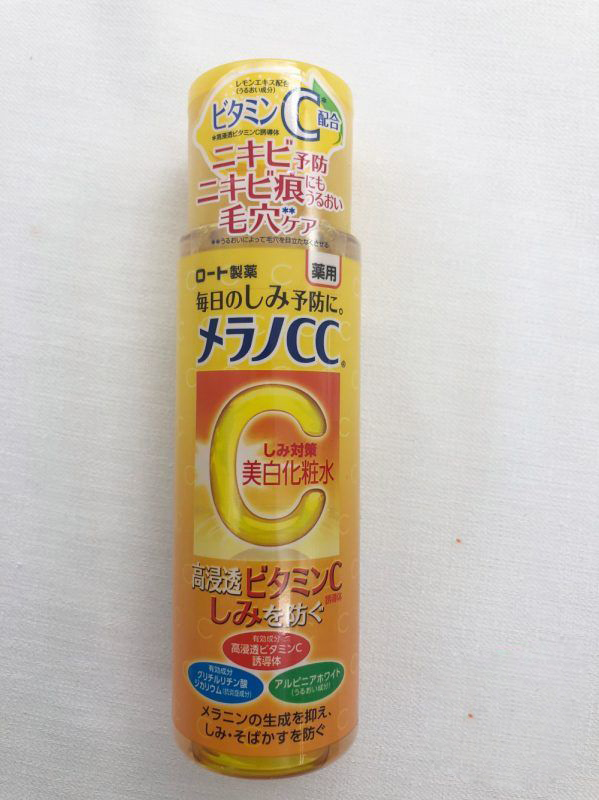 レモンエキス配合
(うるおい成分)
ビタミンC*配合
*高浸透ビタミンC誘導体
ニキビ予防
ニキビ痕にもうるおい
毛穴**ケア
**うるおいによって毛穴を目立たなくさせる
ロート製薬
薬用
毎日のしみ予防に。
メラノCC®
C
しみ対策
美白化粧水
高浸透ビタミンC誘導体
しみを防ぐ
有効成分
高浸透ビタミンC
誘導体
有効成分
グリチルリチン酸
ジカリウム(抗炎症成分)
アルピニアホワイト
(うるおい成分)
メラニンの生成を抑え、
しみ・そばかすを防ぐ